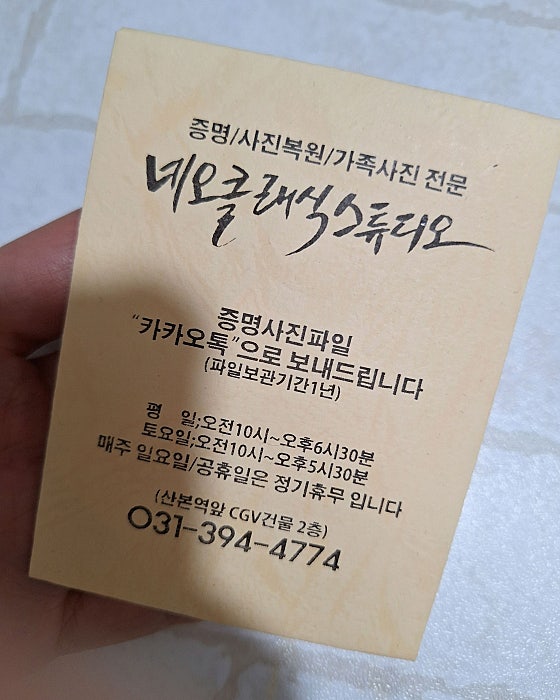 증명/사진복원/가족사진 전문
네오클래식스튜디오
증명사진파일
“카카오톡”으로 보내드립니다
(파일보관기간1년)
평 일;오전10시~오후6시30분
토요일;오전10시~오후5시30분
매주 일요일/공휴일은 정기휴무 입니다
(산본역앞 CGV건물 2층)
031-394-4774